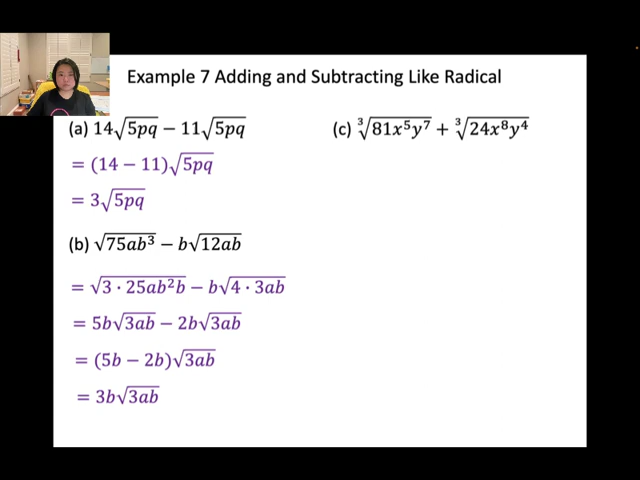 Example 7 Adding and Subtracting Like Radical
(a) 14√(5pq) − 11√(5pq)
= (14 − 11)√(5pq)
= 3√(5pq)
(b) √(75ab³) − b√(12ab)
= √(3 · 25ab²b) − b√(4 · 3ab)
= 5b√(3ab) − 2b√(3ab)
= (5b − 2b)√(3ab)
= 3b√(3ab)
(c) ∛(81x⁵y⁷) + ∛(24x⁸y⁴)